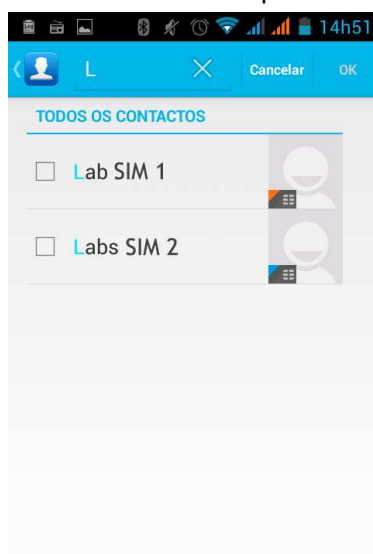 14h51
L Cancelar OK
TODOS OS CONTACTOS
Lab SIM 1
Labs SIM 2